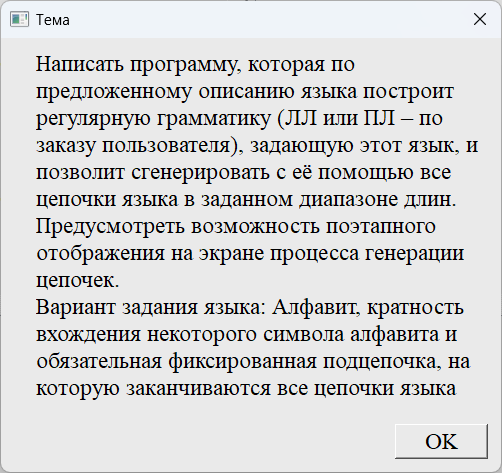 Тема
Написать программу, которая по
предложенному описанию языка построит
регулярную грамматику (ЛЛ или ПЛ – по
заказу пользователя), задающую этот язык, и
позволит сгенерировать с её помощью все
цепочки языка в заданном диапазоне длин.
Предусмотреть возможность поэтапного
отображения на экране процесса генерации
цепочек.
Вариант задания языка: Алфавит, кратность
вхождения некоторого символа алфавита и
обязательная фиксированная подцепочка, на
которую заканчиваются все цепочки языка
OK